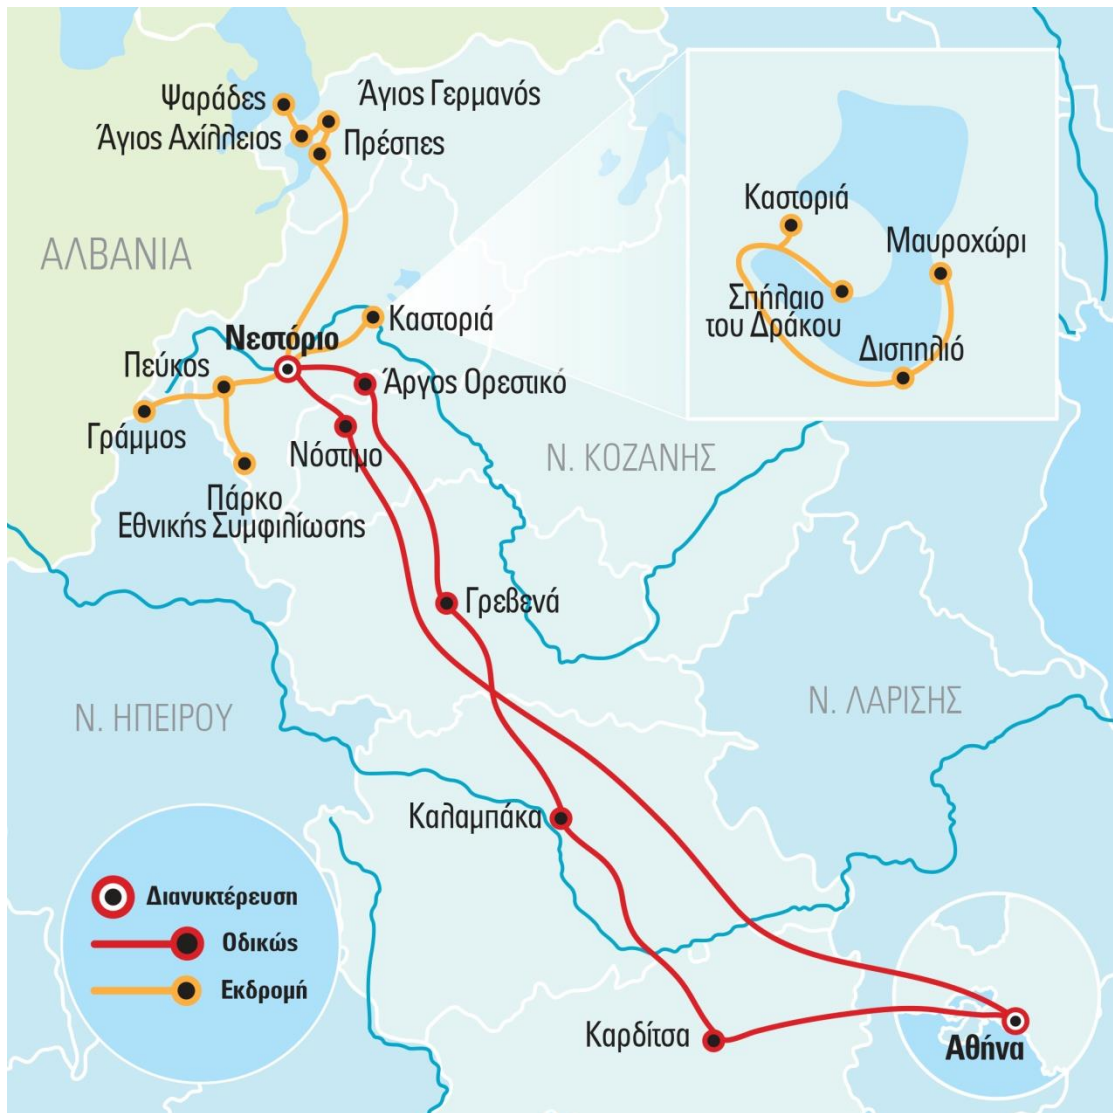 Ψαράδες
Άγιος Γερμανός
Άγιος Αχίλλειος
Πρέσπες
ΑΛΒΑΝΙΑ
Καστοριά
Μαυροχώρι
Σπήλαιο
του Δράκου
Δισπηλιό
Νεστόριο
Καστοριά
Πεύκος
Άργος Ορεστικό
Γράμμος
Νόστιμο
Ν. ΚΟΖΑΝΗΣ
Πάρκο
Εθνικής Συμφιλίωσης
Γρεβενά
Ν. ΗΠΕΙΡΟΥ
Ν. ΛΑΡΙΣΗΣ
Καλαμπάκα
Διανυκτέρευση
Οδικώς
Εκδρομή
Καρδίτσα
Αθήνα